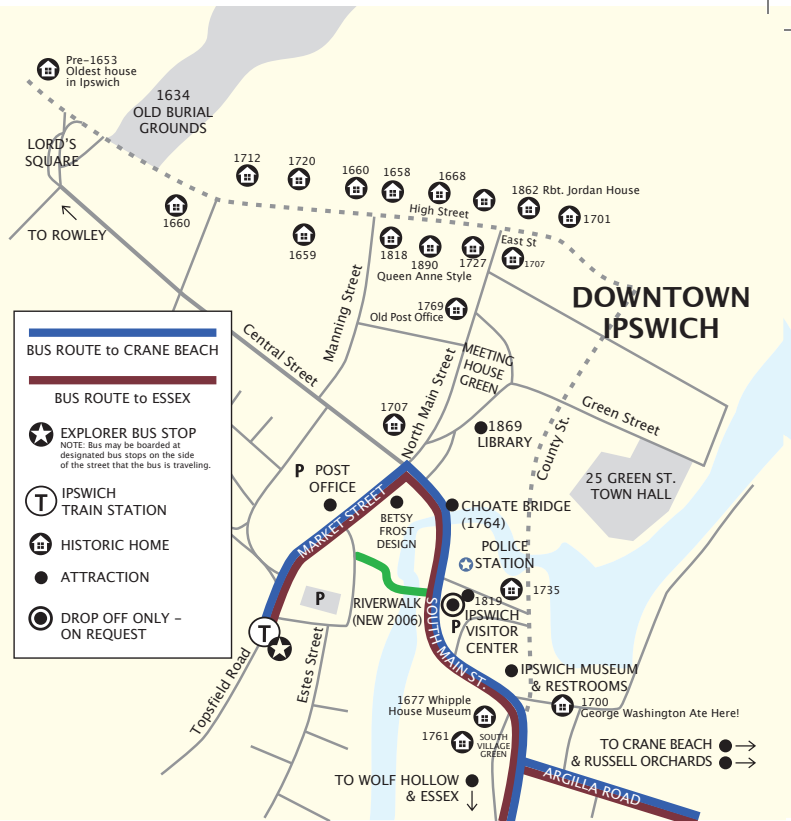 Pre-1653
Oldest house
in Ipswich
1634
OLD BURIAL
GROUNDS
LORD'S
SQUARE
TO ROWLEY
1660
1712
1720
1660
1658
1668
1862 Rbt. Jordan House
1701
High Street
East St
1659
1818
1890
Queen Anne Style
1727
1707
DOWNTOWN
IPSWICH
1769
Old Post Office
Manning Street
Central Street
North Main Street
MEETING
HOUSE
GREEN
Green Street
County St.
1707
1869
LIBRARY
25 GREEN ST.
TOWN HALL
BUS ROUTE to CRANE BEACH
BUS ROUTE to ESSEX
EXPLORER BUS STOP
NOTE: Bus may be boarded at
designated bus stops on the side
of the street that the bus is traveling.
T
IPSWICH
TRAIN STATION
HISTORIC HOME
ATTRACTION
DROP OFF ONLY –
ON REQUEST
P
POST
OFFICE
MARKET STREET
BETSY
FROST
DESIGN
CHOATE BRIDGE
(1764)
POLICE
STATION
1735
P
RIVERWALK
(NEW 2006)
SOUTH MAIN ST.
1819
IPSWICH
VISITOR
CENTER
P
T
Topsfield Road
Estes Street
IPSWICH MUSEUM
& RESTROOMS
1677 Whipple
House Museum
1700
George Washington Ate Here!
1761
SOUTH
VILLAGE
GREEN
TO CRANE BEACH
& RUSSELL ORCHARDS
TO WOLF HOLLOW
& ESSEX
ARGILLA ROAD